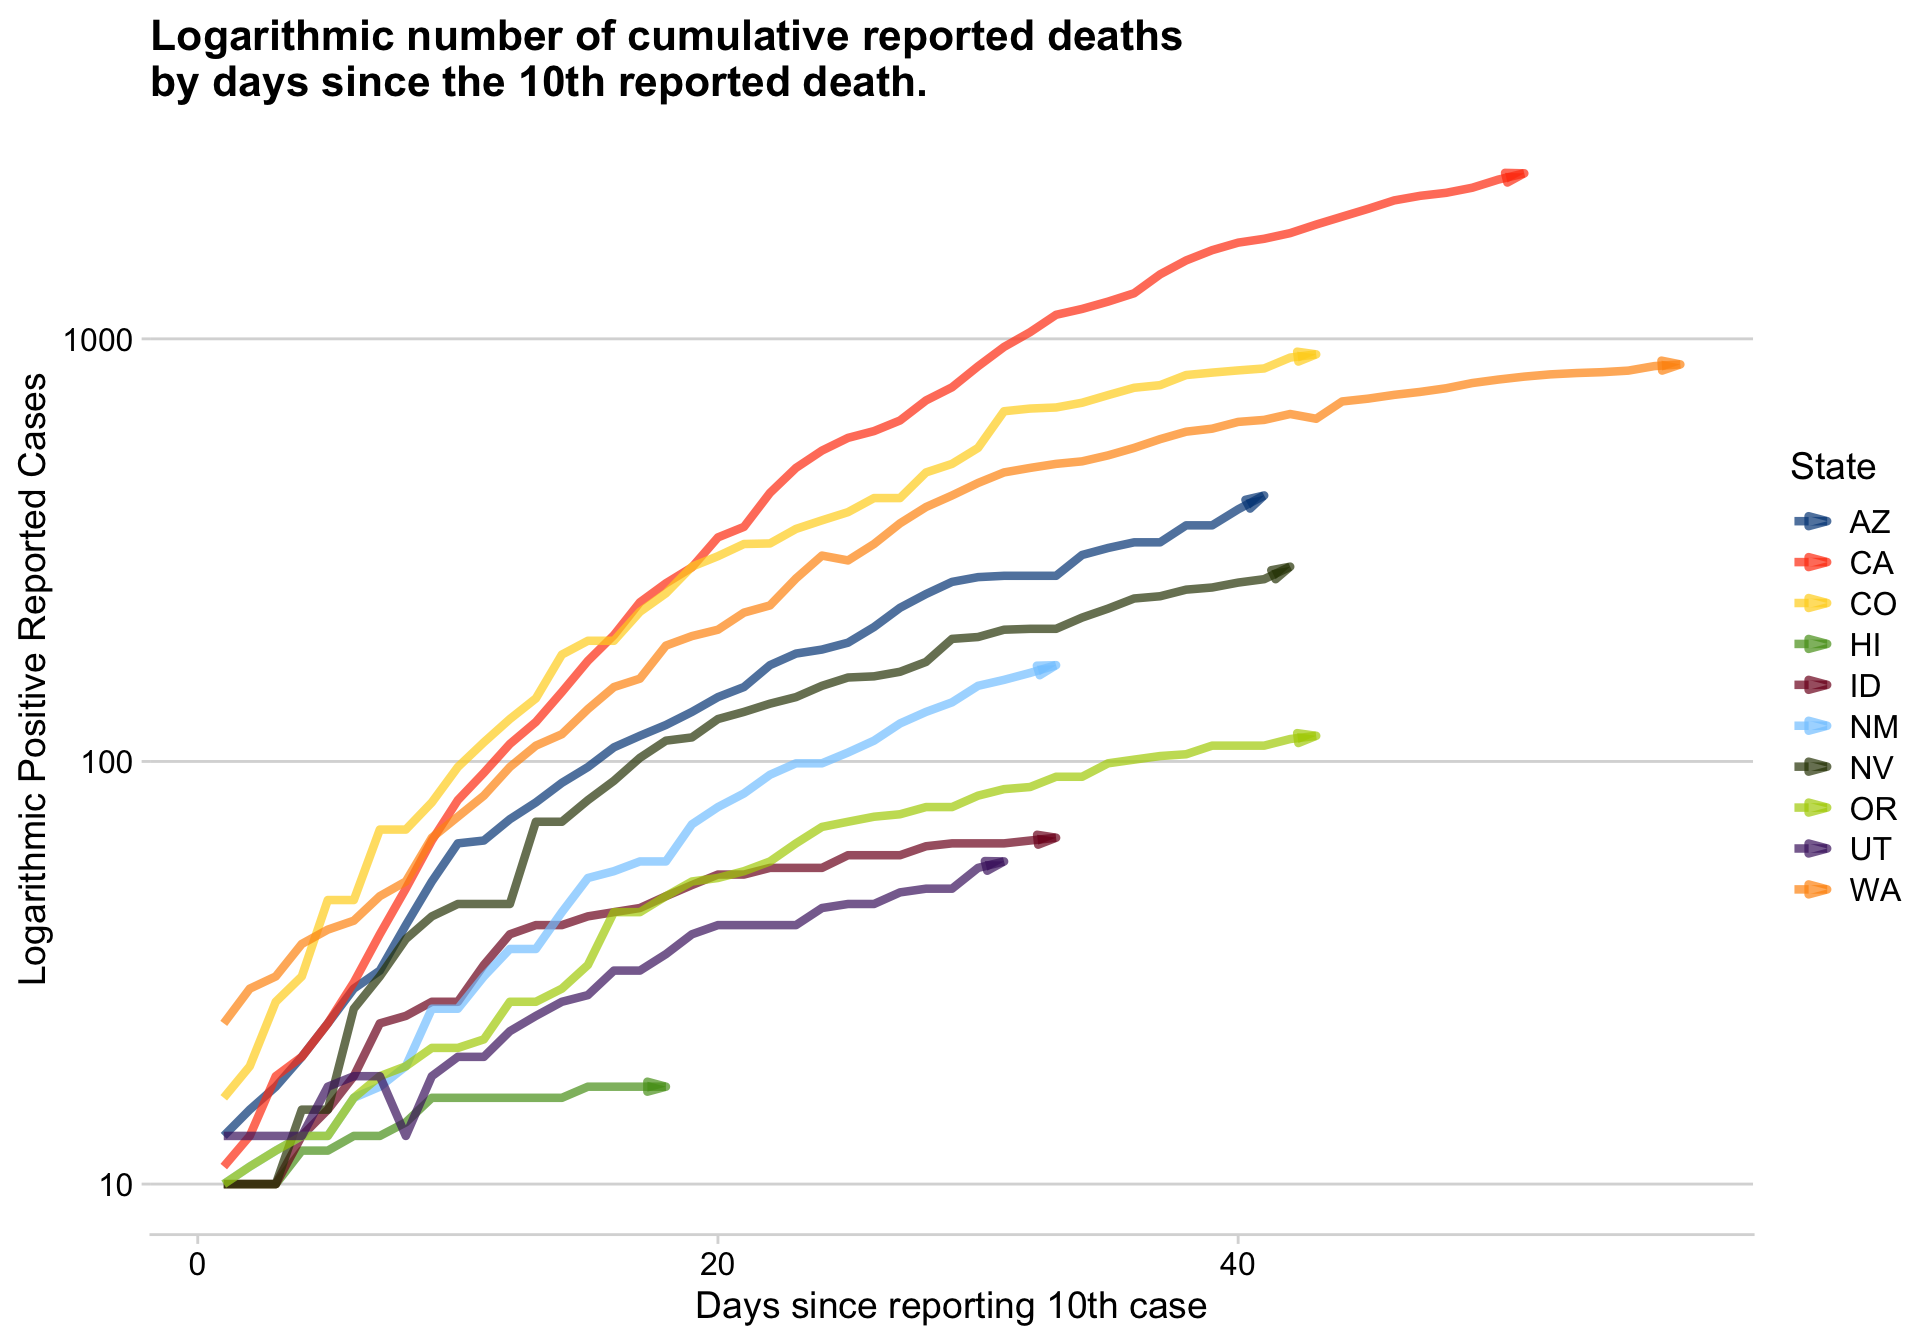 Logarithmic number of cumulative reported deaths
by days since the 10th reported death.
Logarithmic Positive Reported Cases
1000
100
10
0 20 40
Days since reporting 10th case
State
AZ
CA
CO
HI
ID
NM
NV
OR
UT
WA